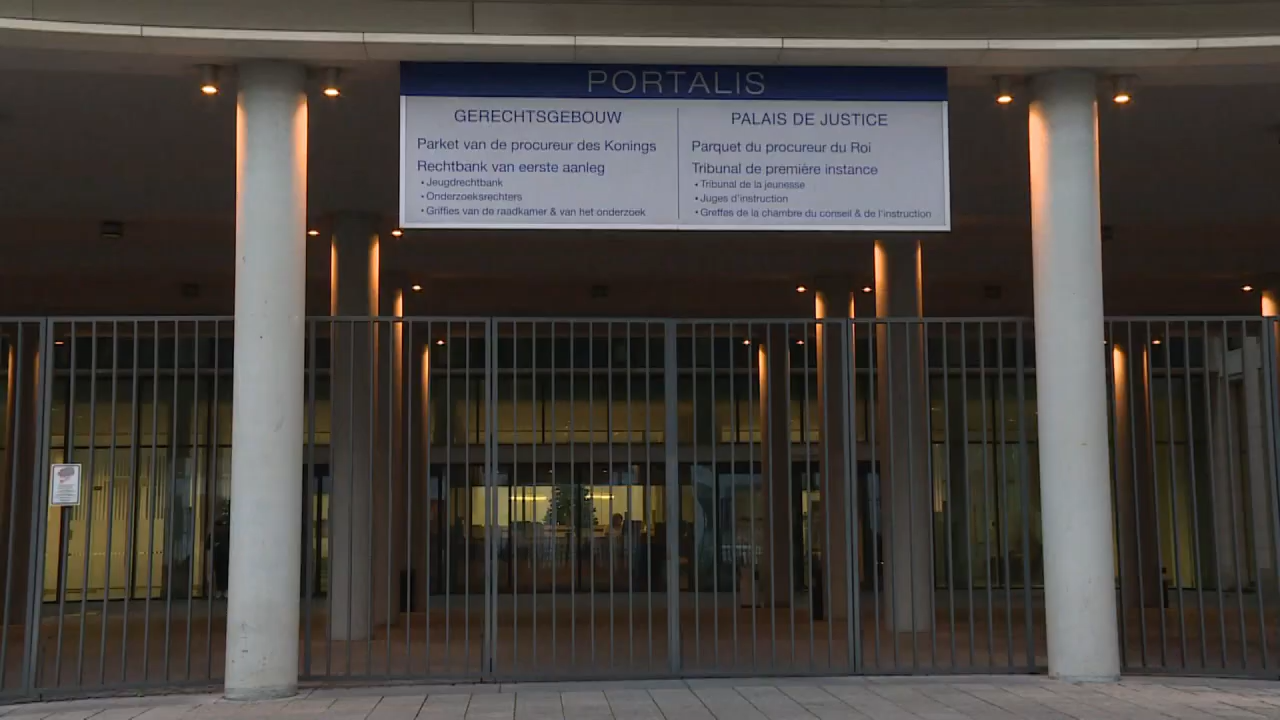 PORTALIS
GERECHTSGEBOUW
Parket van de procureur des Konings
Rechtbank van eerste aanleg
• Jeugdrechtbank
• Onderzoeksrechters
• Griffies van de raadkamer & van het onderzoek
PALAIS DE JUSTICE
Parquet du procureur du Roi
Tribunal de première instance
• Tribunal de la jeunesse
• Juges d'instruction
• Greffes de la chambre du conseil & de l'instruction